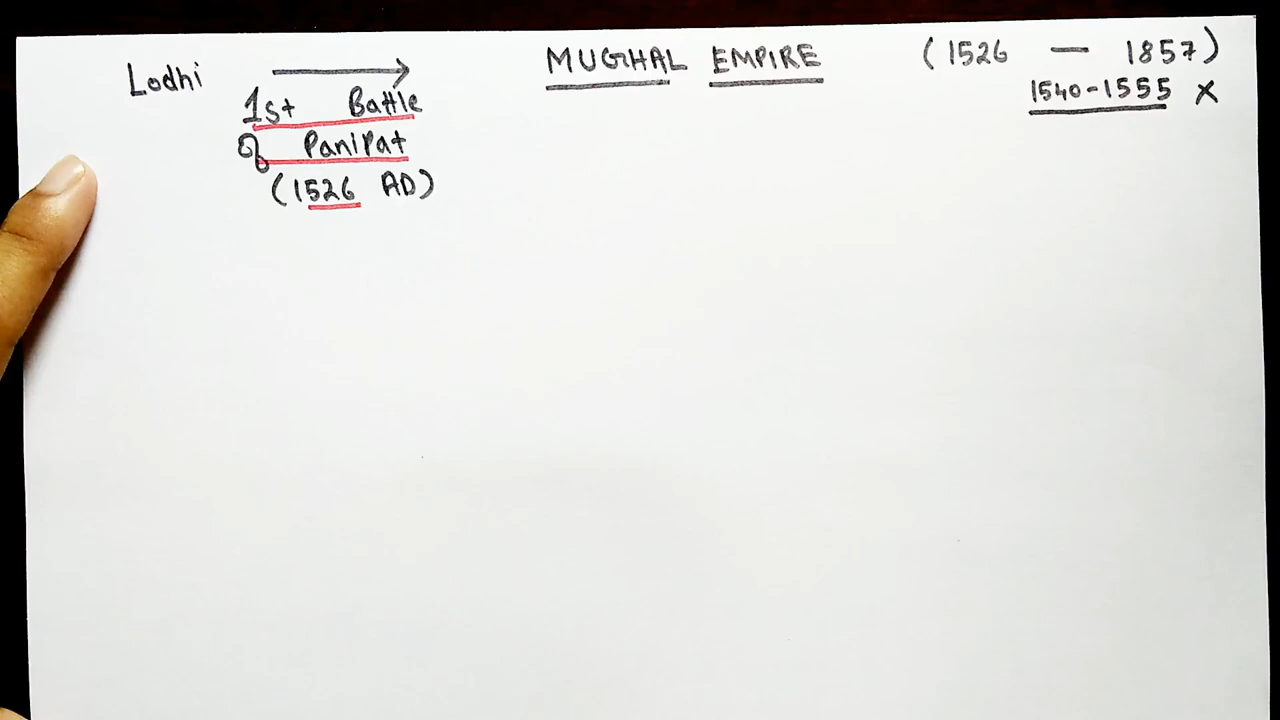 Lodhi → MUGHAL EMPIRE (1526 — 1857)
1540-1555 ×
1st Battle
of Panipat
(1526 AD)